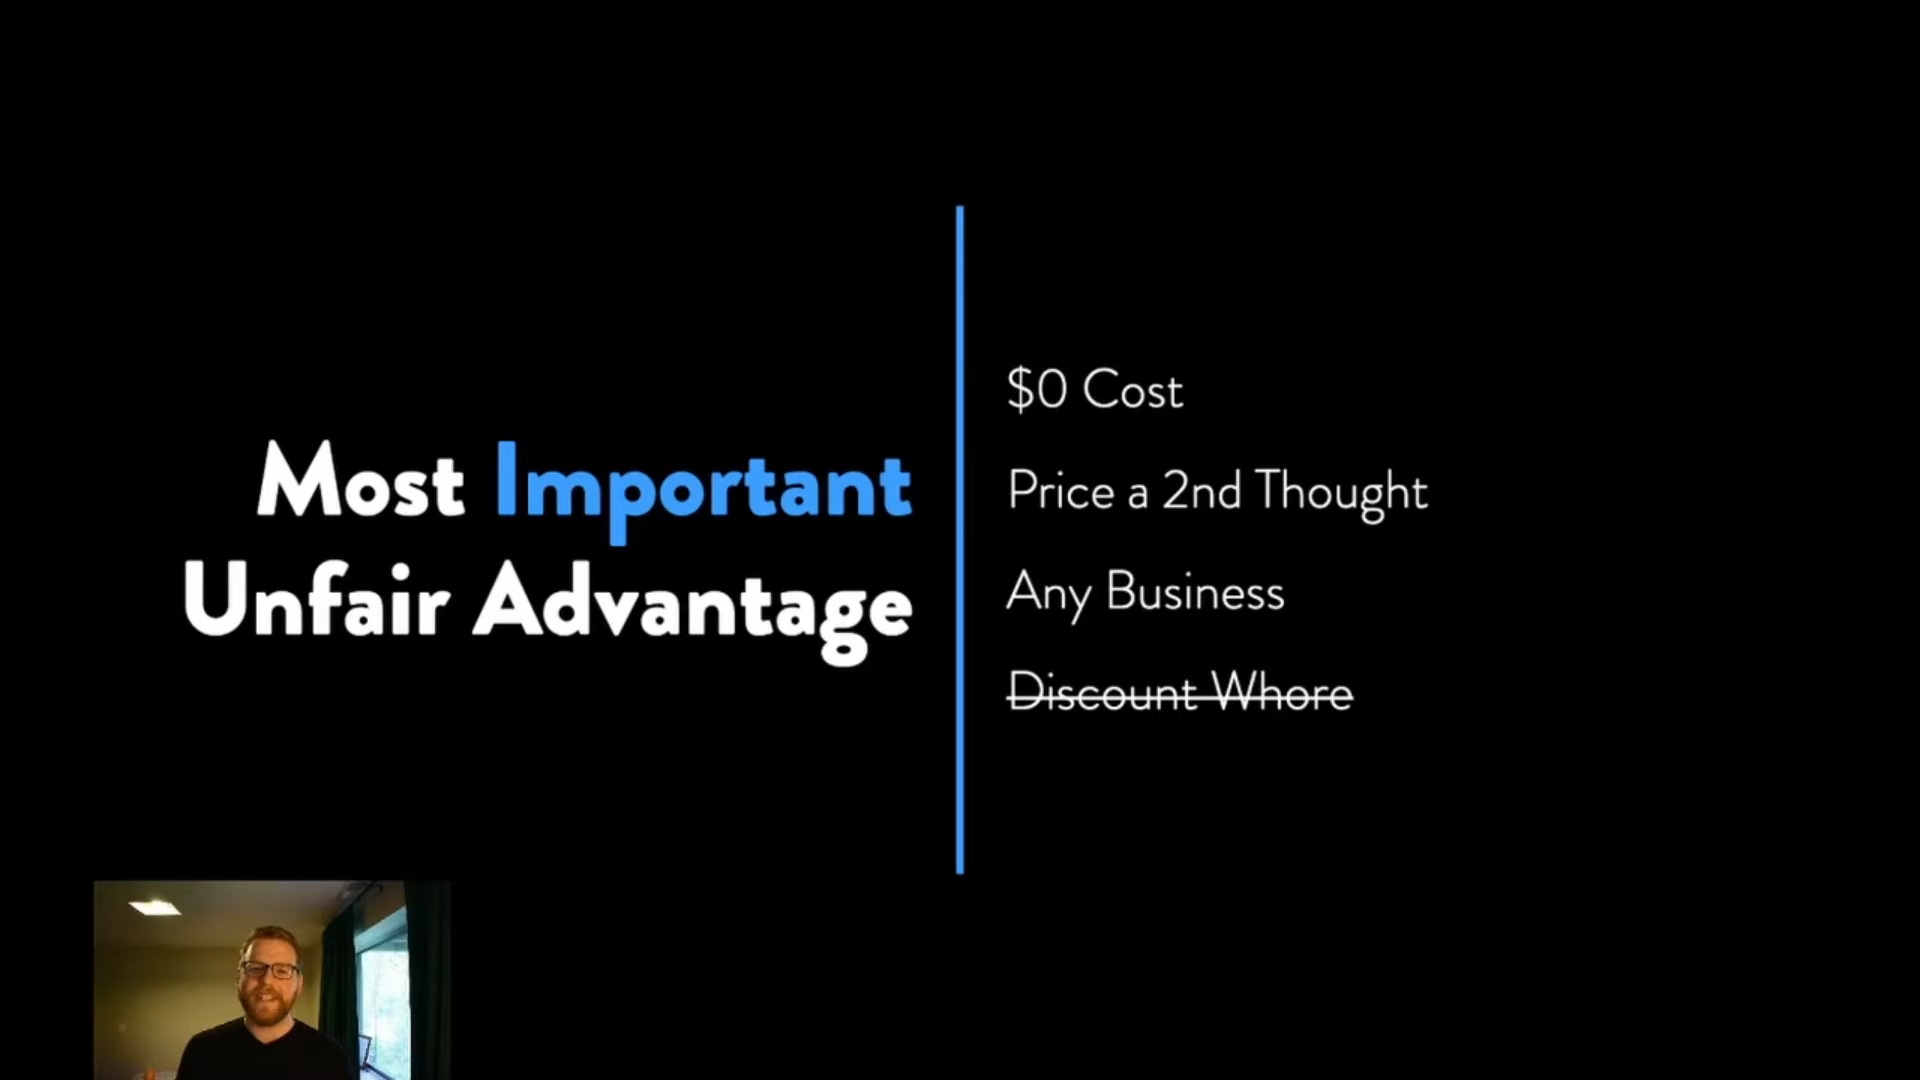 Most Important
Unfair Advantage
$0 Cost
Price a 2nd Thought
Any Business
Discount Whore